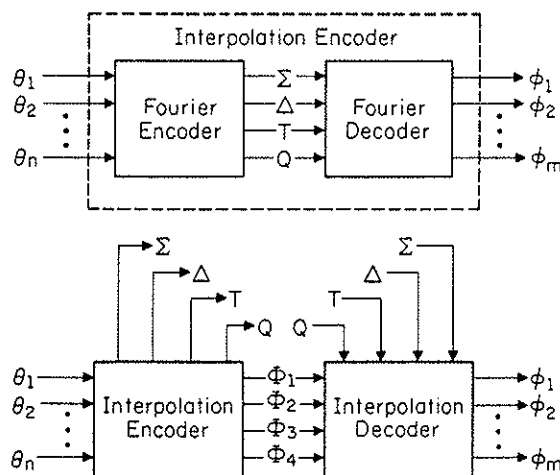 Interpolation Encoder
θ1 Σ ϕ1
θ2 Fourier Encoder Δ Fourier Decoder ϕ2
T
θn Q ϕm
Σ Σ
Δ Δ
T T
Q Q
θ1 Φ1 ϕ1
θ2 Interpolation Encoder Φ2 Interpolation Decoder ϕ2
Φ3
θn Φ4 ϕm